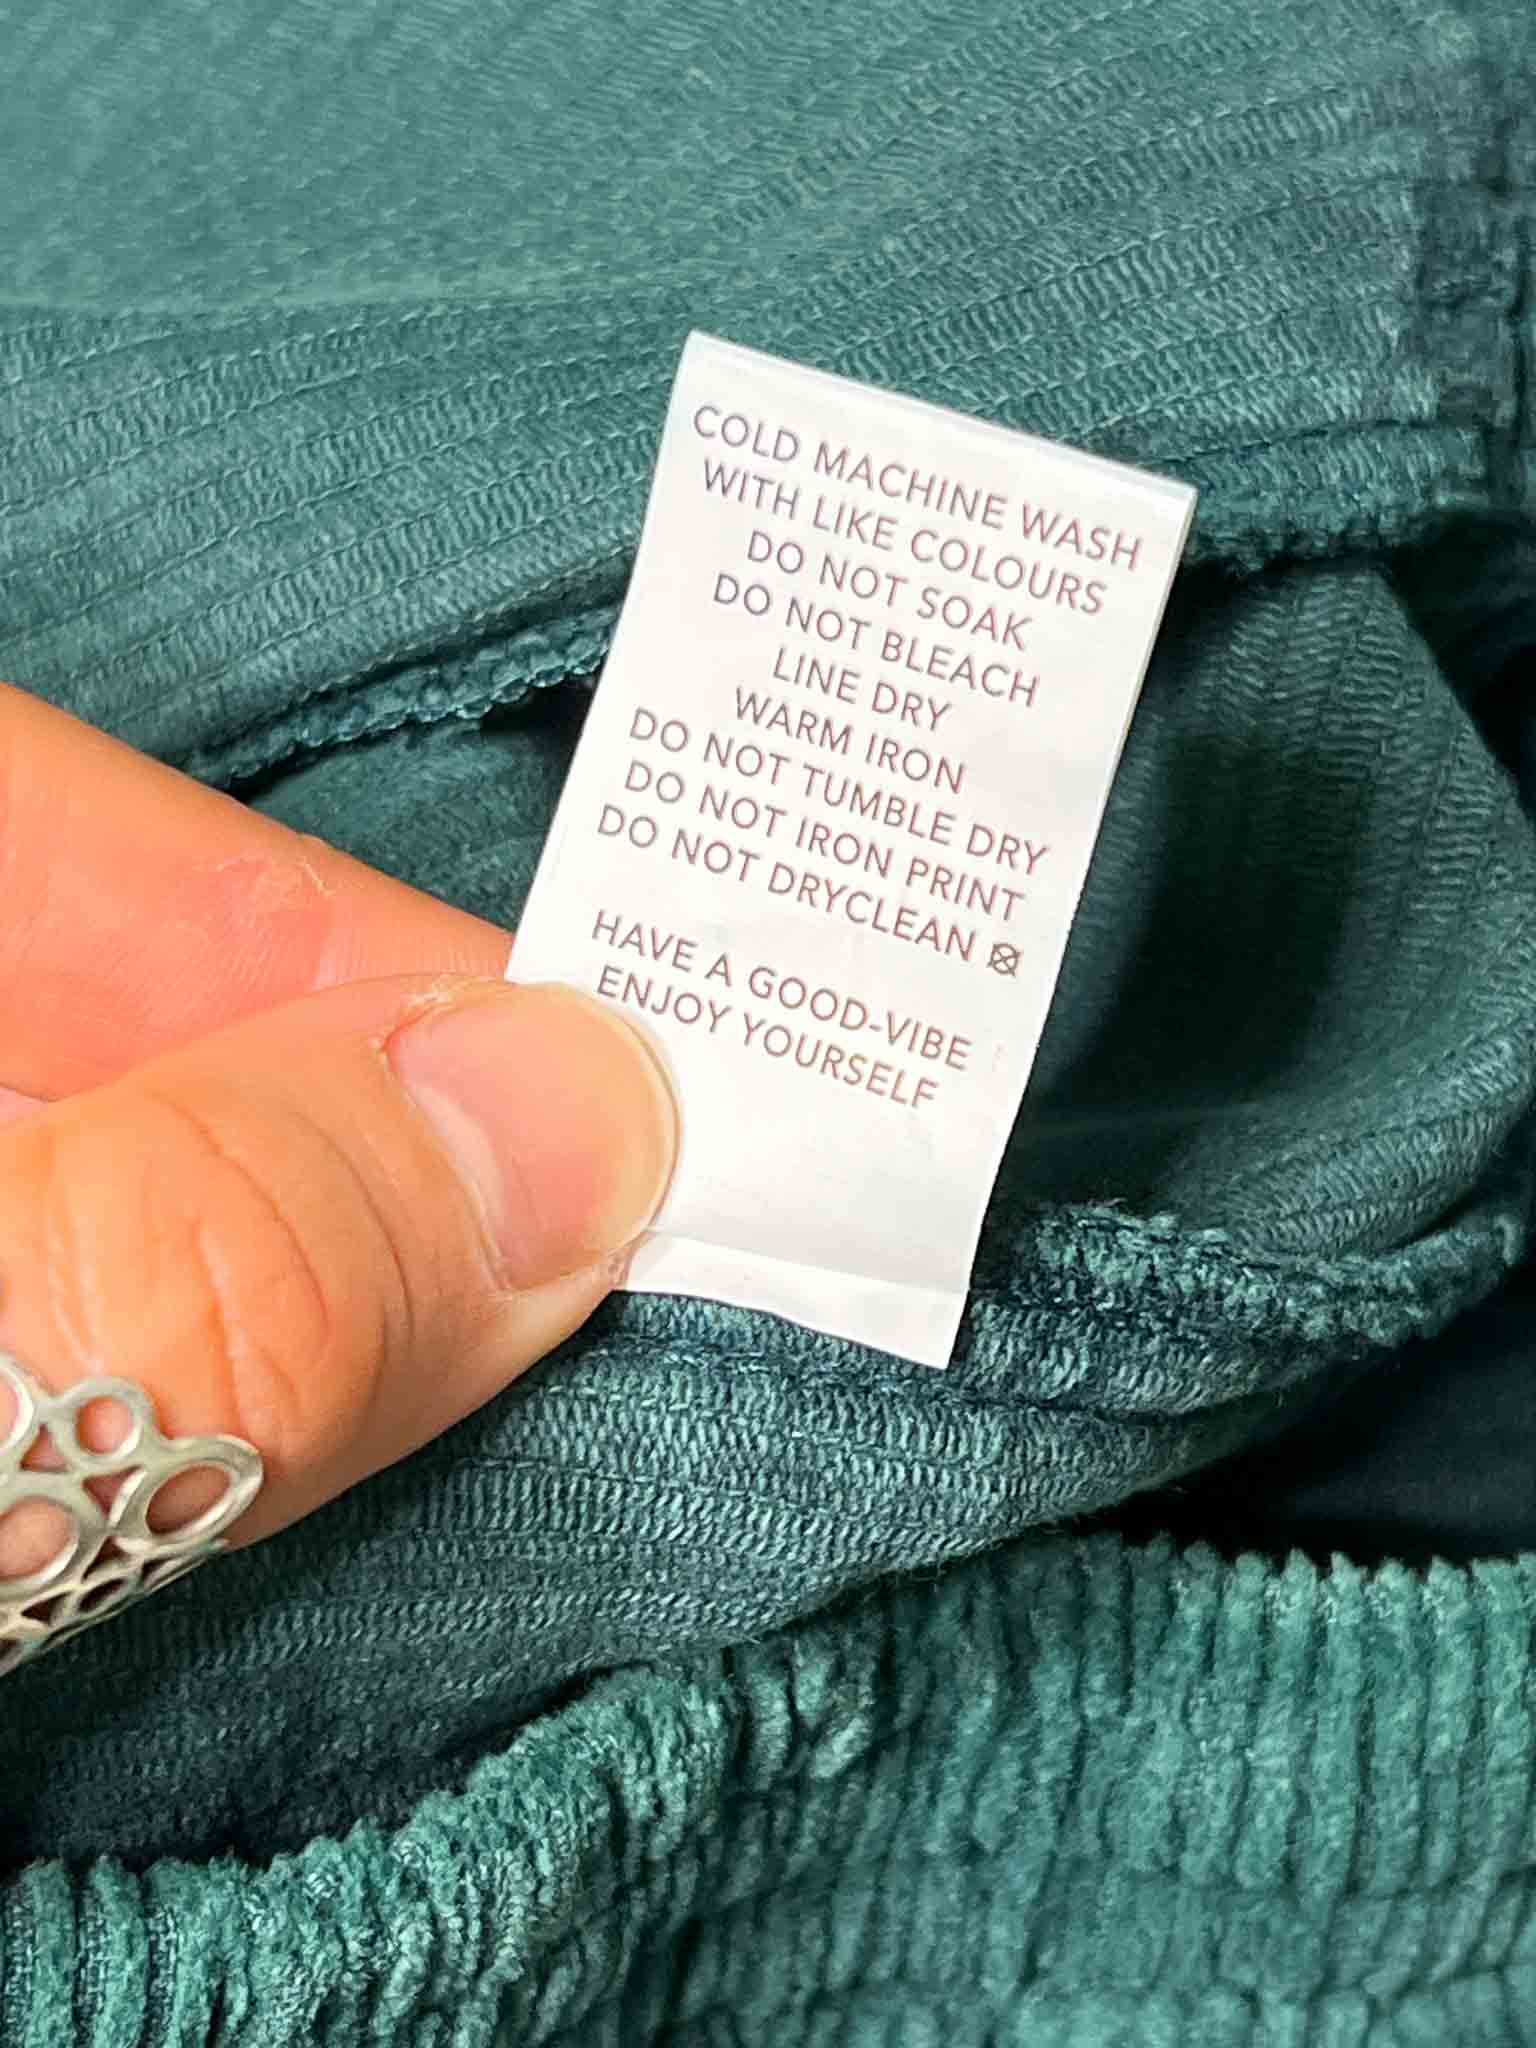 COLD MACHINE WASH
WITH LIKE COLOURS
DO NOT SOAK
DO NOT BLEACH
LINE DRY
WARM IRON
DO NOT TUMBLE DRY
DO NOT IRON PRINT
DO NOT DRYCLEAN
HAVE A GOOD-VIBE
ENJOY YOURSELF